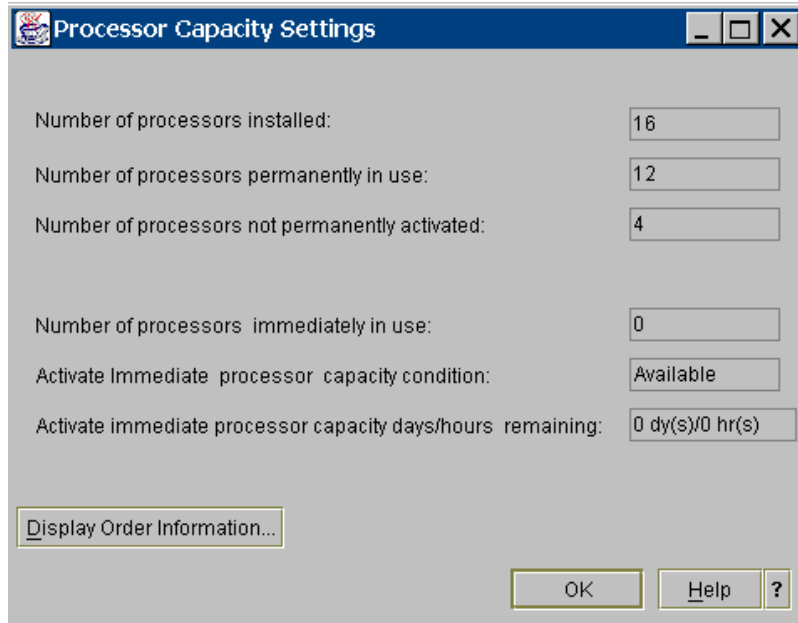 Processor Capacity Settings
Number of processors installed: 16
Number of processors permanently in use: 12
Number of processors not permanently activated: 4
Number of processors immediately in use: 0
Activate Immediate processor capacity condition: Available
Activate immediate processor capacity days/hours remaining: 0 dy(s)/0 hr(s)
Display Order Information...
OK Help ?